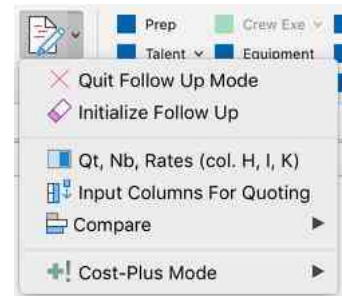 Prep
Crew Exe
Talent
Equipment
Quit Follow Up Mode
Initialize Follow Up
Qt, Nb, Rates (col. H, I, K)
Input Columns For Quoting
Compare
Cost-Plus Mode